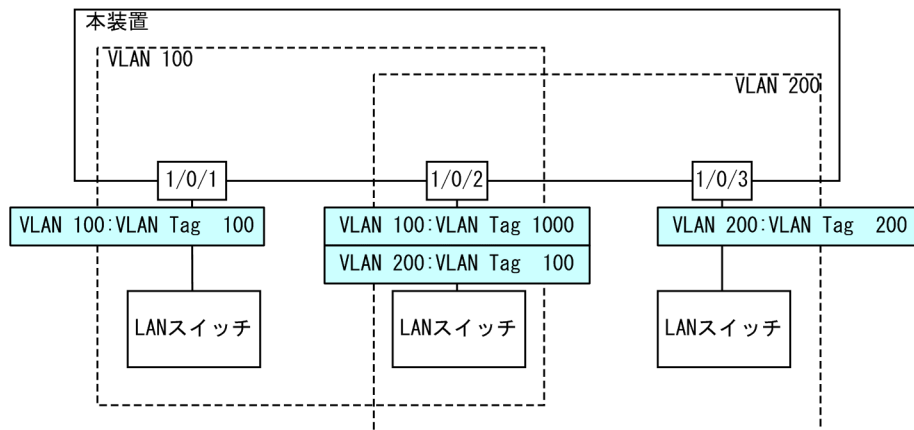 本装置
VLAN 100
VLAN 200
1/0/1
1/0/2
1/0/3
VLAN 100:VLAN Tag 100
VLAN 100:VLAN Tag 1000
VLAN 200:VLAN Tag 200
VLAN 200:VLAN Tag 100
LANスイッチ
LANスイッチ
LANスイッチ